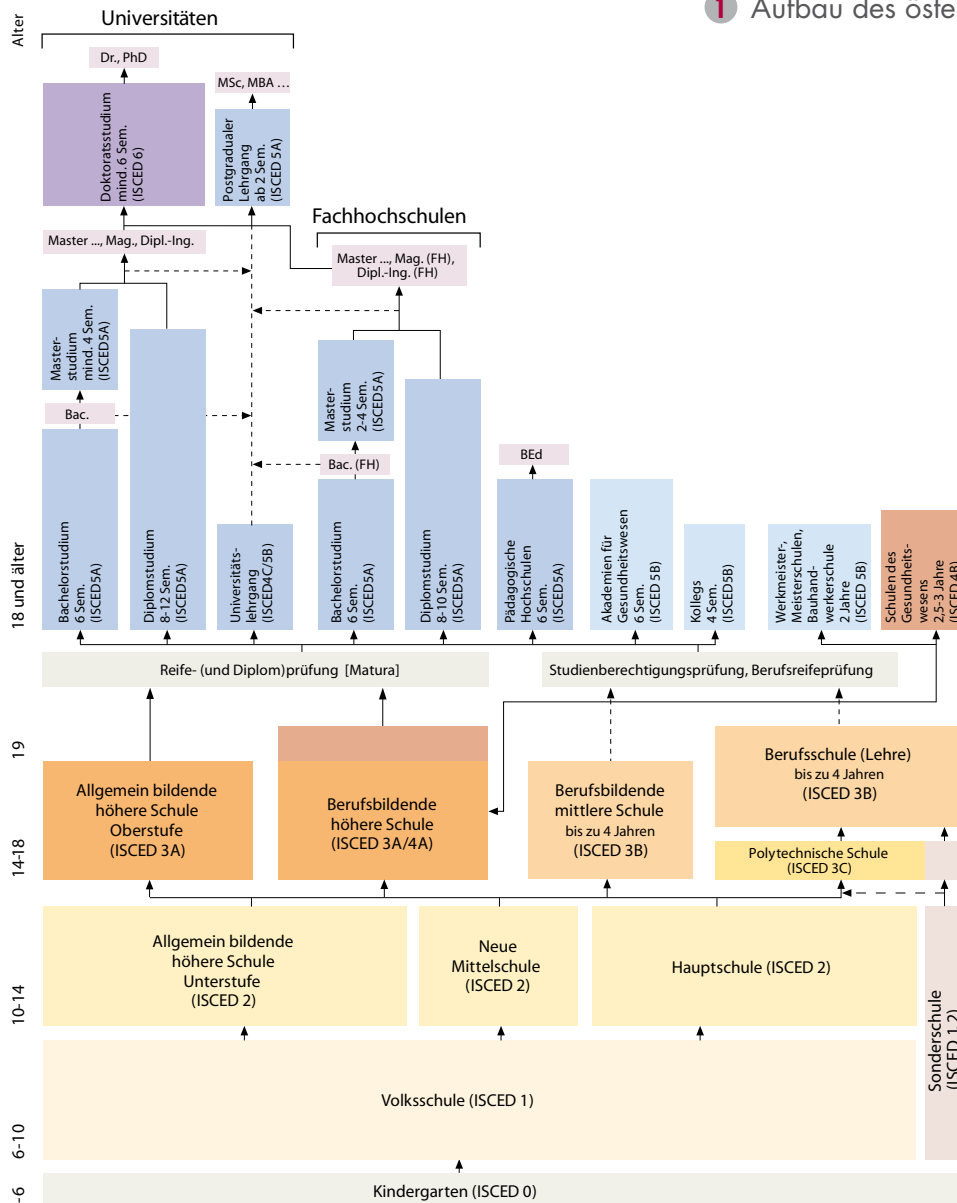 1 Aufbau des öste
Alter
Universitäten
Dr., PhD
MSc, MBA ...
Doktoratsstudium
mind. 6 Sem.
(ISCED 6)
Postgradualer
Lehrgang
ab 2 Sem.
(ISCED 5A)
Fachhochschulen
Master ..., Mag., Dipl.-Ing.
Master ..., Mag. (FH),
Dipl.-Ing. (FH)
Master-
studium
mind. 4 Sem.
(ISCED5A)
Master-
studium
2-4 Sem.
(ISCED5A)
Bac.
Bac. (FH)
BEd
18 und älter
Bachelorstudium
6 Sem.
(ISCED5A)
Diplomstudium
8-12 Sem.
(ISCED5A)
Universitäts-
lehrgang
(ISCED4C/5B)
Bachelorstudium
6 Sem.
(ISCED5A)
Diplomstudium
8-10 Sem.
(ISCED5A)
Pädagogische
Hochschulen
6 Sem.
(ISCED 5A)
Akademien für
Gesundheitswesen
6 Sem.
(ISCED 5B)
Kollegs
4 Sem.
(ISCED5B)
Werkmeister-,
Meisterschulen,
Bauhand-
werkerschule
2 Jahre
(ISCED 5B)
Schulen des
Gesundheits-
wesens
2,5-3 Jahre
(ISCED 4B)
Reife- (und Diplom)prüfung [Matura]
Studienberechtigungsprüfung, Berufsreifeprüfung
19
14-18
Allgemein bildende
höhere Schule
Oberstufe
(ISCED 3A)
Berufsbildende
höhere Schule
(ISCED 3A/4A)
Berufsbildende
mittlere Schule
bis zu 4 Jahren
(ISCED 3B)
Berufsschule (Lehre)
bis zu 4 Jahren
(ISCED 3B)
Polytechnische Schule
(ISCED 3C)
10-14
Allgemein bildende
höhere Schule
Unterstufe
(ISCED 2)
Neue
Mittelschule
(ISCED 2)
Hauptschule (ISCED 2)
Sonderschule
(ISCED 1,2)
6-10
Volksschule (ISCED 1)
-6
Kindergarten (ISCED 0)